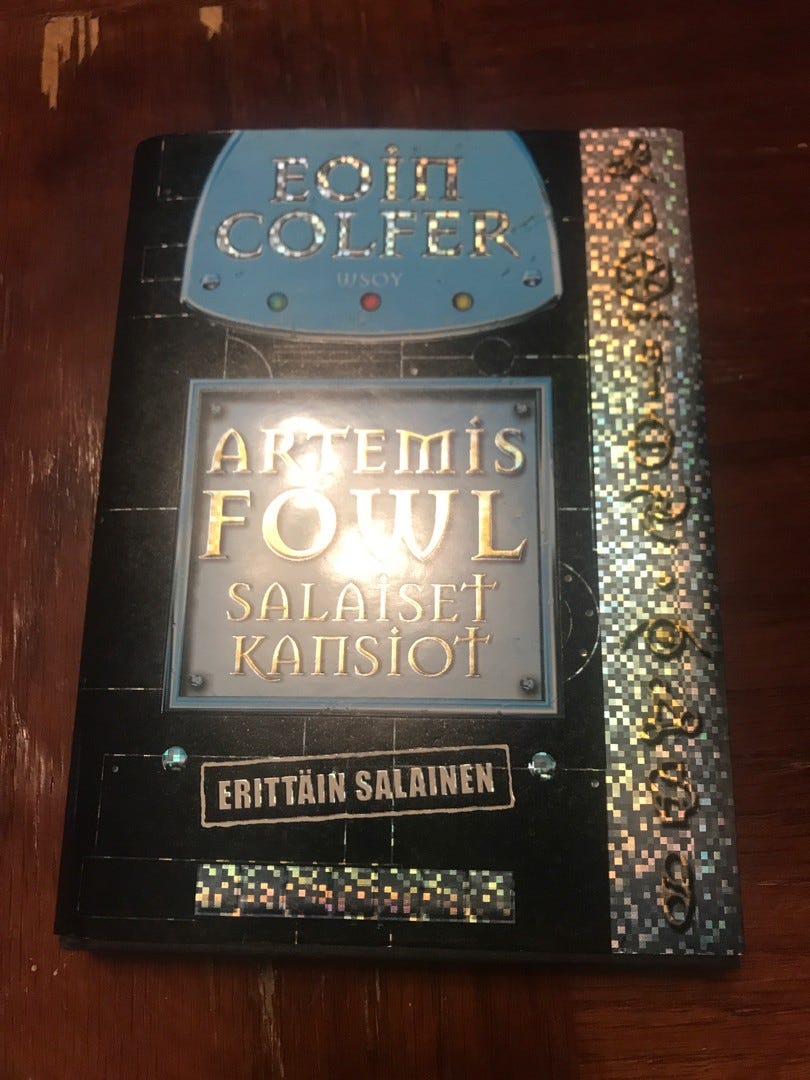 EOIN
COLFER
WSOY
ARTEMIS
FOWL
SALAISET
KANSIOT
ERITTÄIN SALAINEN